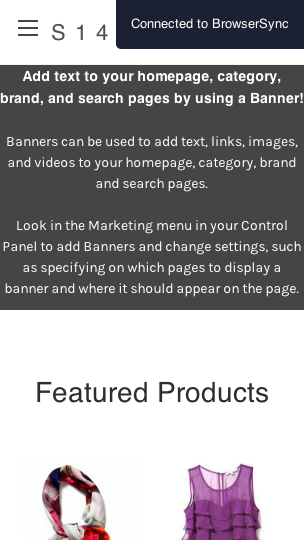 S 1 4
Connected to BrowserSync
Add text to your homepage, category,
brand, and search pages by using a Banner!
Banners can be used to add text, links, images,
and videos to your homepage, category, brand
and search pages.
Look in the Marketing menu in your Control
Panel to add Banners and change settings, such
as specifying on which pages to display a
banner and where it should appear on the page.
Featured Products